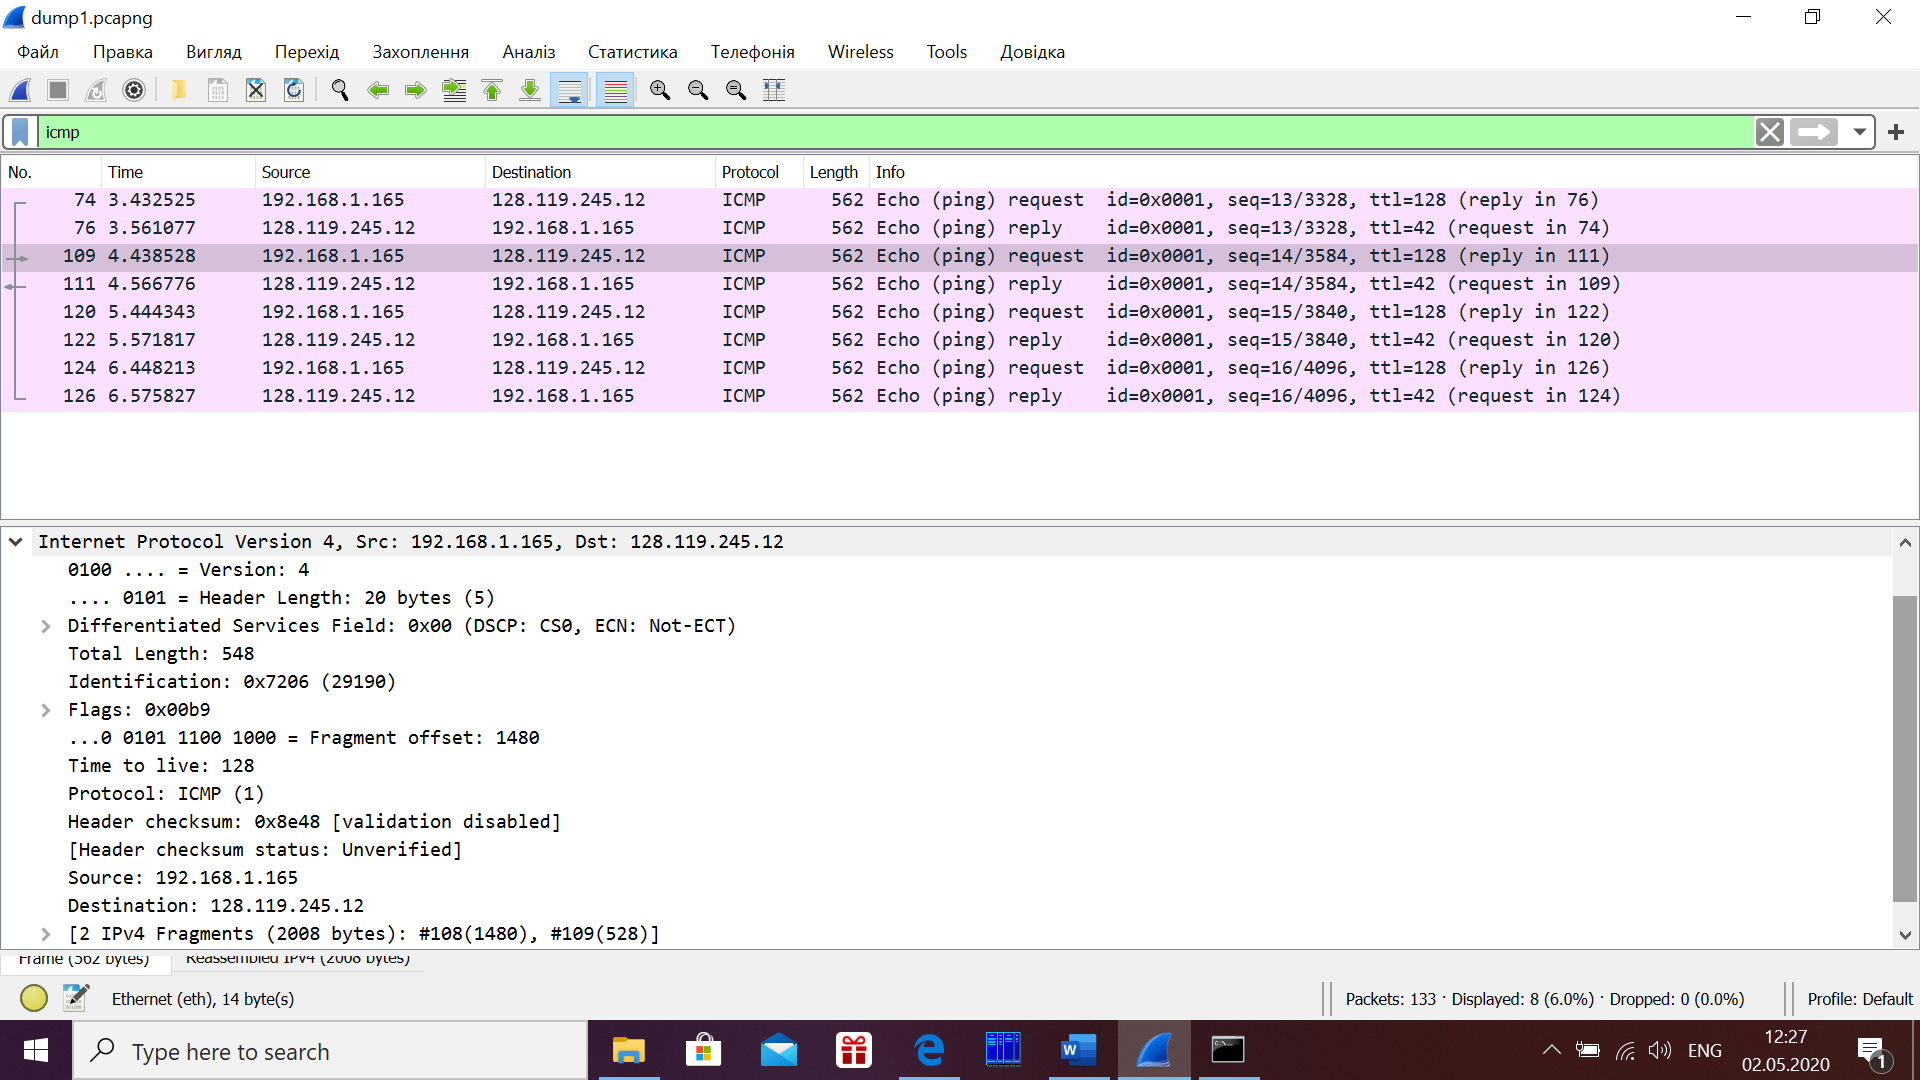 dump1.pcapng
Файл Правка Вигляд Перехід Захоплення Аналіз Статистика Телефонія Wireless Tools Довідка
icmp
No. Time Source Destination Protocol Length Info
74 3.432525 192.168.1.165 128.119.245.12 ICMP 562 Echo (ping) request id=0x0001, seq=13/3328, ttl=128 (reply in 76)
76 3.561077 128.119.245.12 192.168.1.165 ICMP 562 Echo (ping) reply id=0x0001, seq=13/3328, ttl=42 (request in 74)
109 4.438528 192.168.1.165 128.119.245.12 ICMP 562 Echo (ping) request id=0x0001, seq=14/3584, ttl=128 (reply in 111)
111 4.566776 128.119.245.12 192.168.1.165 ICMP 562 Echo (ping) reply id=0x0001, seq=14/3584, ttl=42 (request in 109)
120 5.444343 192.168.1.165 128.119.245.12 ICMP 562 Echo (ping) request id=0x0001, seq=15/3840, ttl=128 (reply in 122)
122 5.571817 128.119.245.12 192.168.1.165 ICMP 562 Echo (ping) reply id=0x0001, seq=15/3840, ttl=42 (request in 120)
124 6.448213 192.168.1.165 128.119.245.12 ICMP 562 Echo (ping) request id=0x0001, seq=16/4096, ttl=128 (reply in 126)
126 6.575827 128.119.245.12 192.168.1.165 ICMP 562 Echo (ping) reply id=0x0001, seq=16/4096, ttl=42 (request in 124)
Internet Protocol Version 4, Src: 192.168.1.165, Dst: 128.119.245.12
0100 .... = Version: 4
.... 0101 = Header Length: 20 bytes (5)
Differentiated Services Field: 0x00 (DSCP: CS0, ECN: Not-ECT)
Total Length: 548
Identification: 0x7206 (29190)
Flags: 0x00b9
...0 0101 1100 1000 = Fragment offset: 1480
Time to live: 128
Protocol: ICMP (1)
Header checksum: 0x8e48 [validation disabled]
[Header checksum status: Unverified]
Source: 192.168.1.165
Destination: 128.119.245.12
[2 IPv4 Fragments (2008 bytes): #108(1480), #109(528)]
Frame (562 bytes) Reassembled IPv4 (2008 bytes)
Ethernet (eth), 14 byte(s) Packets: 133 · Displayed: 8 (6.0%) · Dropped: 0 (0.0%) Profile: Default
Type here to search ENG 12:27
02.05.2020 1